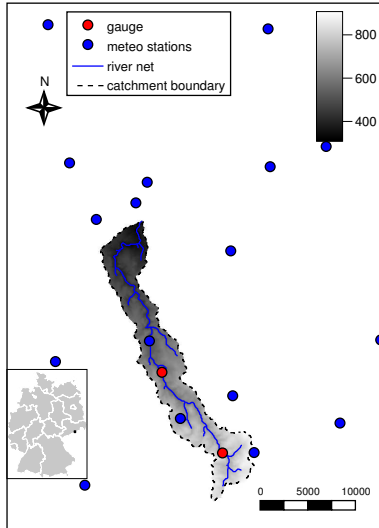 gauge
meteo stations
river net
catchment boundary
N
800
600
400
0 5000 10000